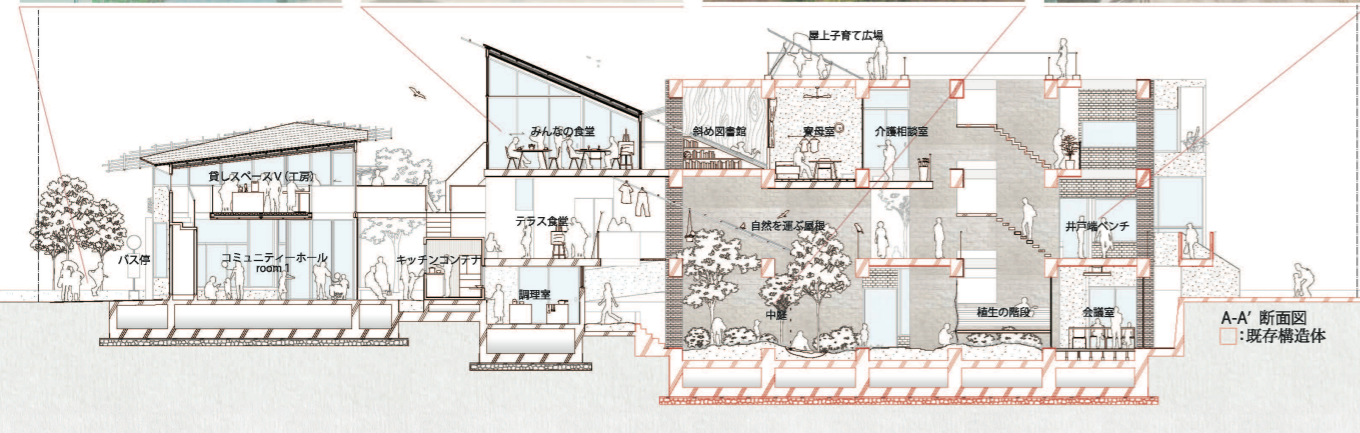 屋上子育て広場
みんなの食堂
斜め図書館
寮母室
介護相談室
貸しスペースV(工房)
テラス食堂
自然を運ぶ屋根
井戸端ベンチ
バス停
コミュニティーホール
room 1
キッチンコンテナ
調理室
中庭
植生の階段
会議室
A-A' 断面図
:既存構造体